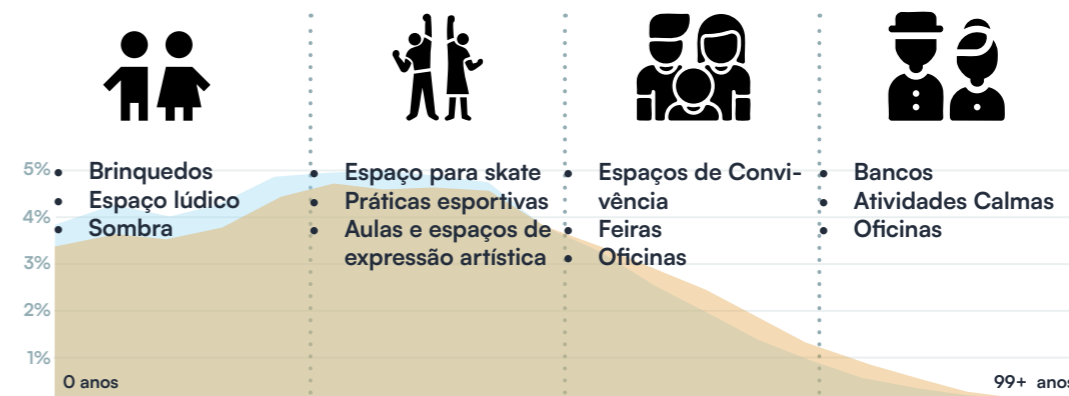 5%
4%
3%
2%
1%
• Brinquedos
• Espaço lúdico
• Sombra
• Espaço para skate
• Práticas esportivas
• Aulas e espaços de
expressão artística
• Espaços de Convi-
vência
• Feiras
• Oficinas
• Bancos
• Atividades Calmas
• Oficinas
0 anos
99+ anos